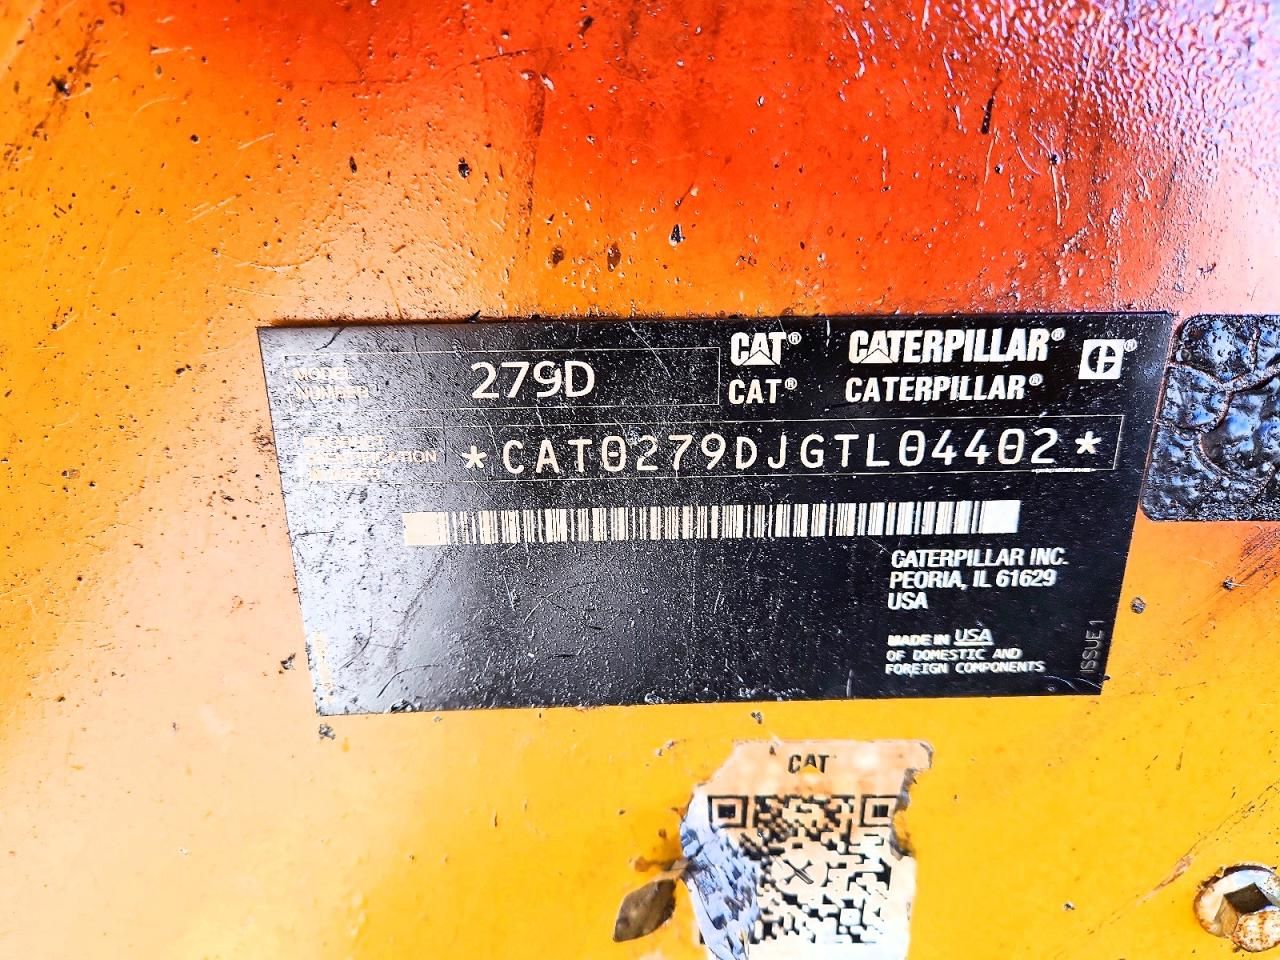 MODEL
NUMBER
279D
CAT® CATERPILLAR®
CAT® CATERPILLAR®
PRODUCT
IDENTIFICATION
NUMBER
*CAT0279DJGTL04402*
CATERPILLAR INC.
PEORIA, IL 61629
USA
MADE IN USA
OF DOMESTIC AND
FOREIGN COMPONENTS
ISSUE 1
CAT